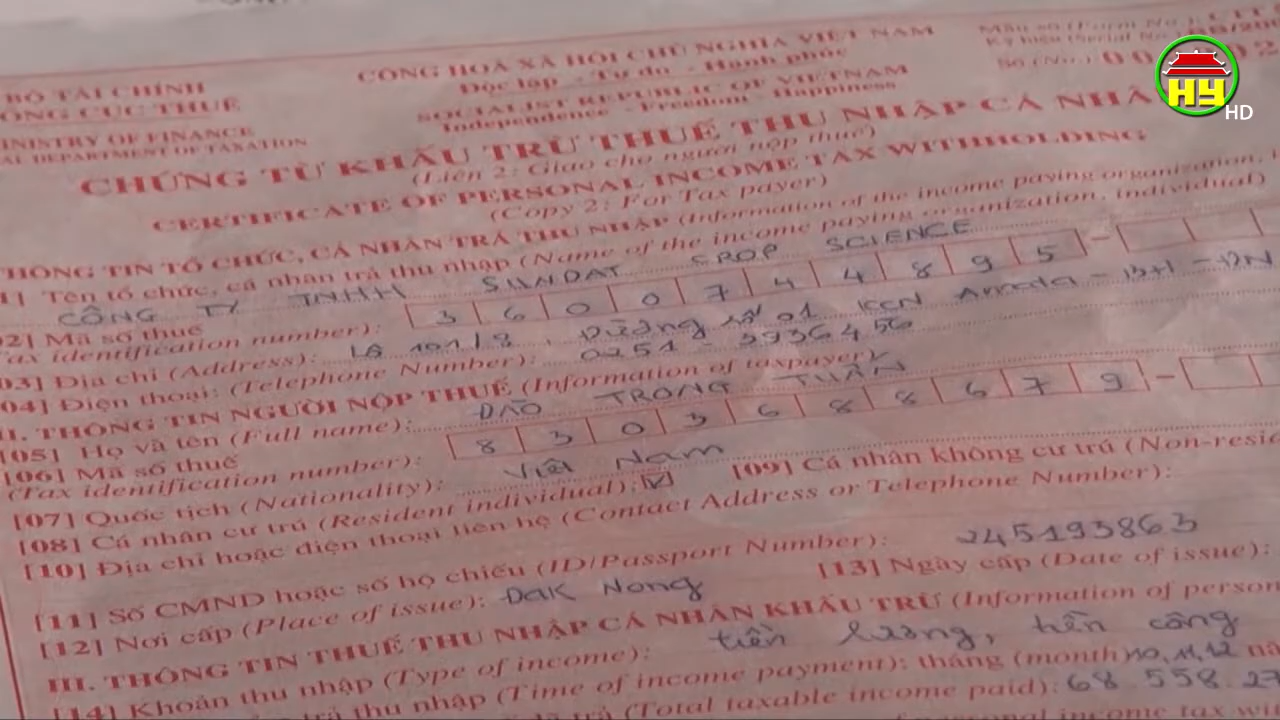 CỘNG HOÀ XÃ HỘI CHỦ NGHĨA VIỆT NAM
Độc lập - Tự do - Hạnh phúc
SOCIALIST REPUBLIC OF VIETNAM
Independence - Freedom - Happiness
BỘ TÀI CHÍNH
CỤC THUẾ
MINISTRY OF FINANCE
DEPARTMENT OF TAXATION
Mẫu số (Form No.):
Ký hiệu (Serial No.):
Số (No.):
HY
HD
CHỨNG TỪ KHẤU TRỪ THUẾ THU NHẬP CÁ NHÂ
(Liên 2: Giao cho người nộp thuế)
CERTIFICATE OF PERSONAL INCOME TAX WITHHOLDING
(Copy 2: For Tax payer)
THÔNG TIN TỔ CHỨC, CÁ NHÂN TRẢ THU NHẬP (Information of the income paying organization,
Tên tổ chức, cá nhân trả thu nhập (Name of the income paying organization, individual)
CÔNG TY TNHH SUNDAT CROP SCIENCE
02] Mã số thuế
Tax identification number): 3 6 0 0 7 4 4 8 9 5 -
03] Địa chỉ (Address): Lô 101/8, Đường số 01 KCN Amata - BH - ĐN
04] Điện thoại: (Telephone Number): 0251 - 3936456
II. THÔNG TIN NGƯỜI NỘP THUẾ (Information of taxpayer)
[05] Họ và tên (Full name): ĐÀO TRỌNG TUẤN
[06] Mã số thuế
(Tax identification number): 8 3 0 3 6 8 8 6 7 9 -
[07] Quốc tịch (Nationality): Việt Nam
[08] Cá nhân cư trú (Resident individual): [09] Cá nhân không cư trú (Non-resid
[10] Địa chỉ hoặc điện thoại liên hệ (Contact Address or Telephone Number):
[11] Số CMND hoặc số hộ chiếu (ID/Passport Number): 245193863
[12] Nơi cấp (Place of issue): Dak Nong [13] Ngày cấp (Date of issue):
III. THÔNG TIN THUẾ THU NHẬP CÁ NHÂN KHẤU TRỪ (Information of person
[14] Khoản thu nhập (Type of income): tiền lương, tiền công
trả thu nhập (Time of income payment): tháng (month) 10, 11, 12 nă
trả (Total taxable income paid): 68 558 27
personal income tax wit